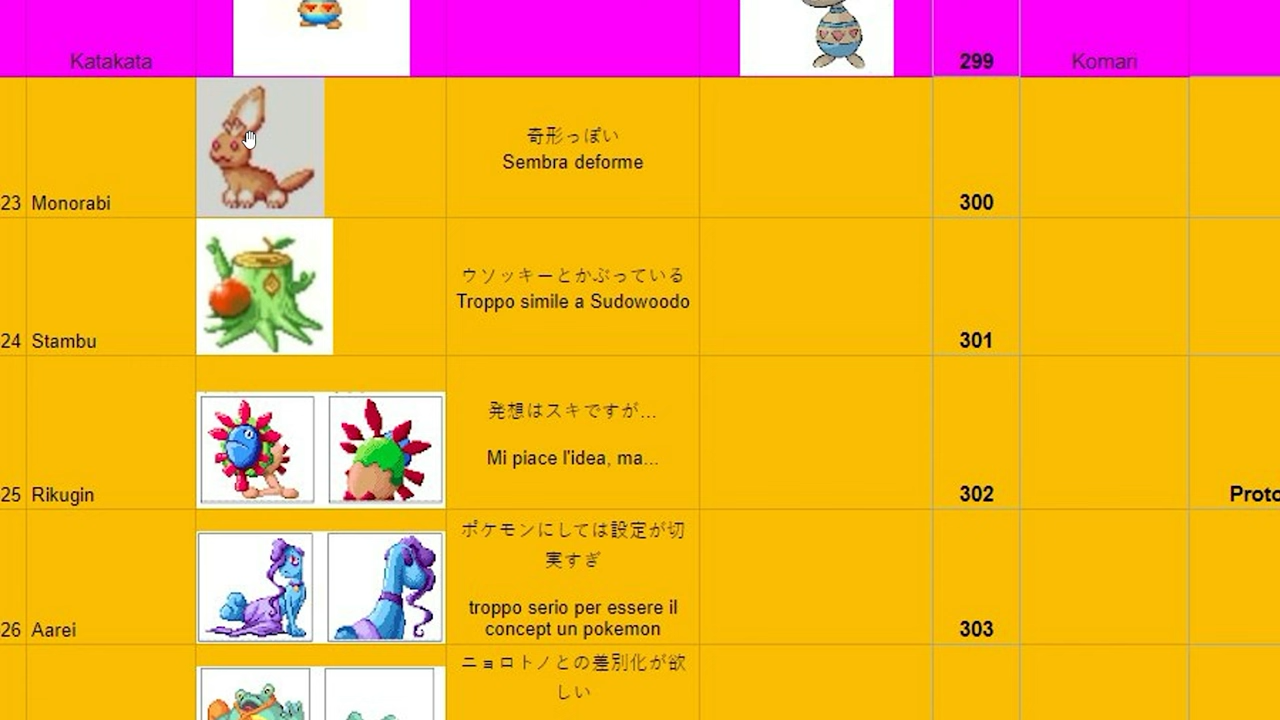 Katakata
299
Komari
奇形っぽい
Sembra deforme
23
Monorabi
300
ウソッキーとかぶっている
Troppo simile a Sudowoodo
24
Stambu
301
発想はスキですが...
Mi piace l'idea, ma...
25
Rikugin
302
Proto
ポケモンにしては設定が切
実すぎ
troppo serio per essere il
concept un pokemon
26
Aarei
303
ニョロトノとの差別化が欲
しい